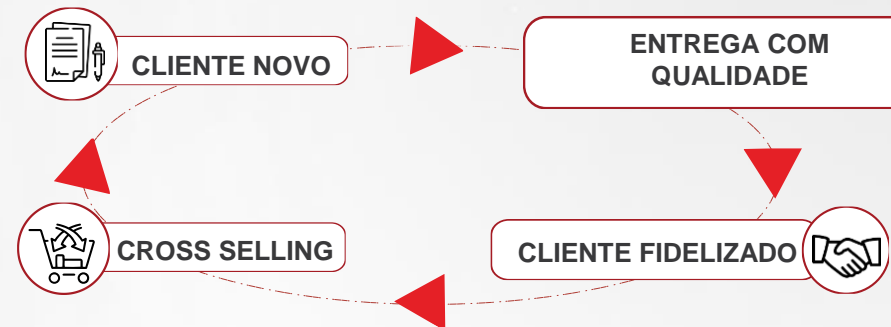 CLIENTE NOVO
ENTREGA COM
QUALIDADE
CROSS SELLING
CLIENTE FIDELIZADO